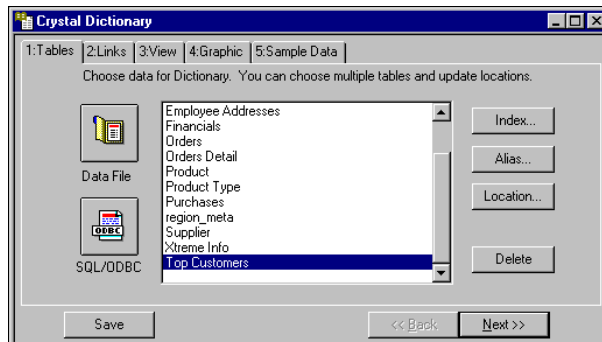 Crystal Dictionary
1:Tables 2:Links 3:View 4:Graphic 5:Sample Data
Choose data for Dictionary. You can choose multiple tables and update locations.
Data File
ODBC
SQL/ODBC
Employee Addresses
Financials
Orders
Orders Detail
Product
Product Type
Purchases
region_meta
Supplier
Xtreme Info
Top Customers
Index...
Alias...
Location...
Delete
Save
<< Back
Next >>